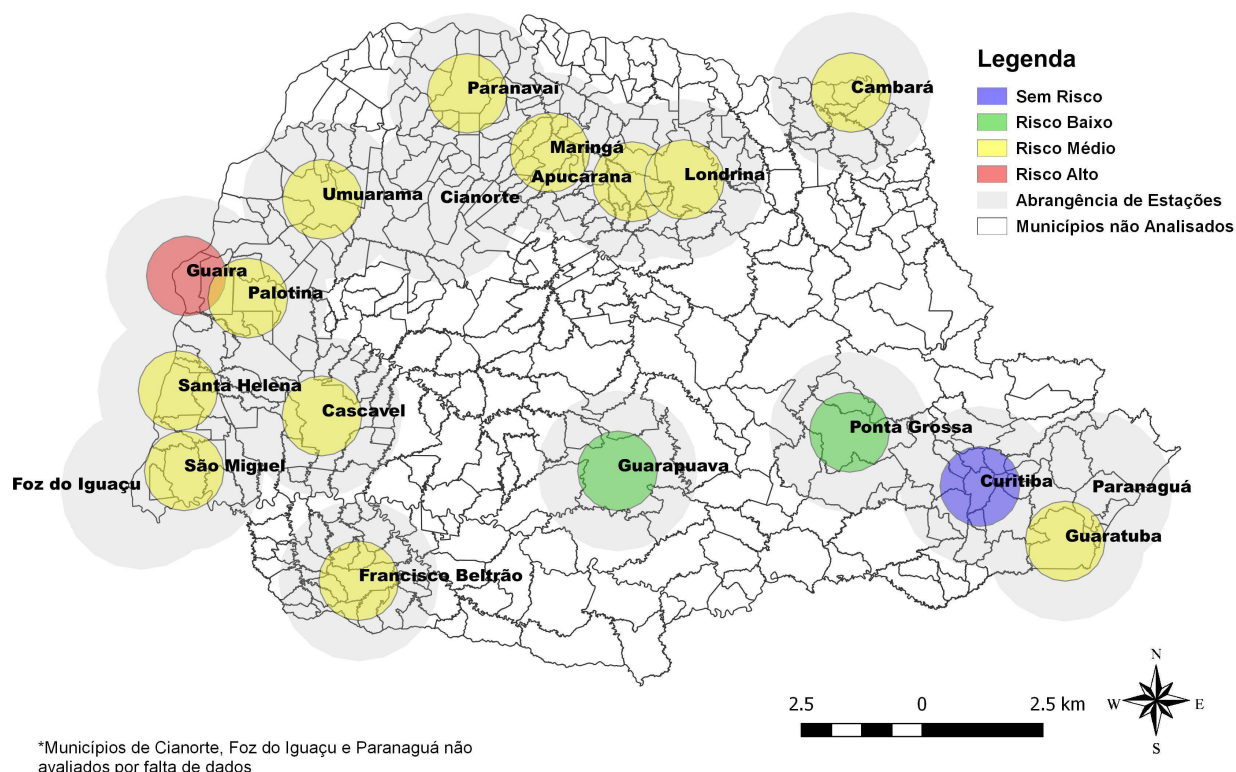 Paranavaí
Cambará
Maringá
Apucarana
Londrina
Umuarama
Cianorte
Guaíra
Palotina
Santa Helena
Cascavel
São Miguel
Foz do Iguaçu
Francisco Beltrão
Guarapuava
Ponta Grossa
Curitiba
Paranaguá
Guaratuba
Legenda
Sem Risco
Risco Baixo
Risco Médio
Risco Alto
Abrangência de Estações
Municípios não Analisados
2.5 0 2.5 km
N
W E
S
*Municípios de Cianorte, Foz do Iguaçu e Paranaguá não
avaliados por falta de dados